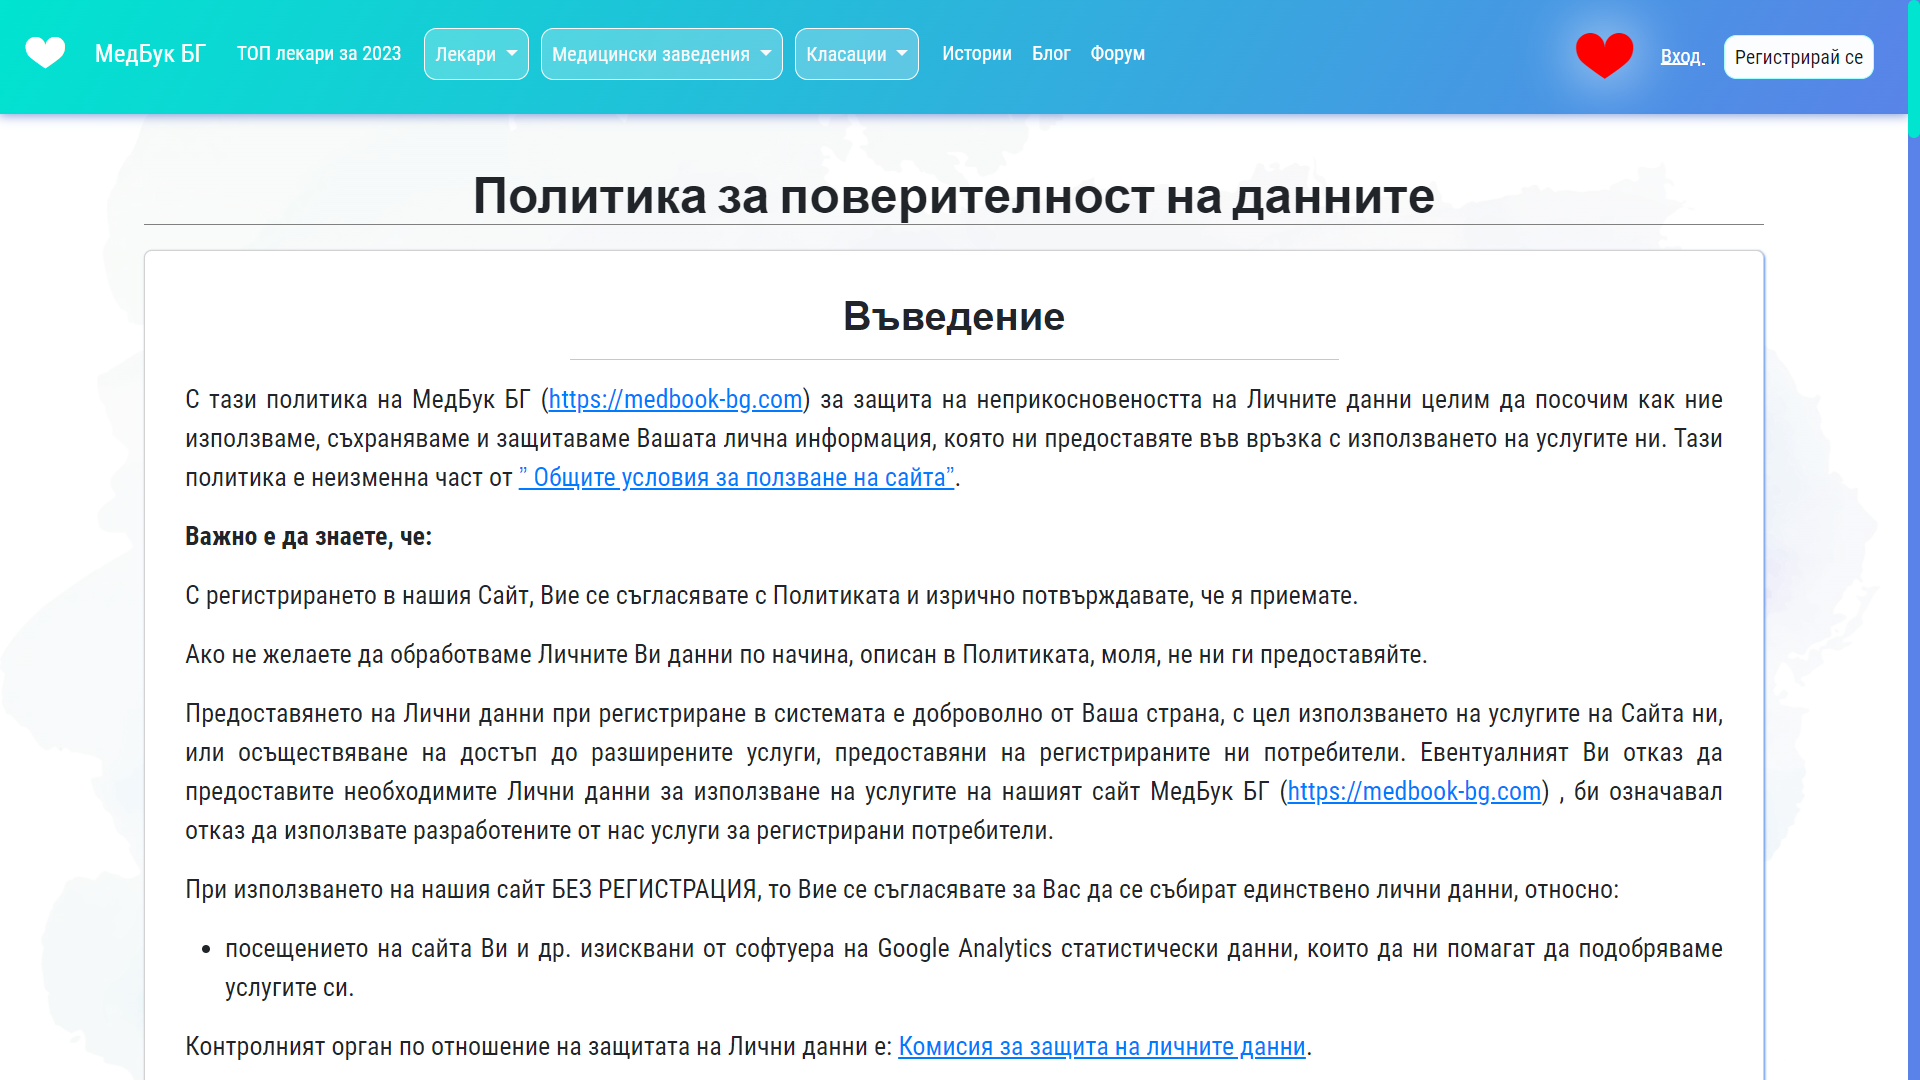 МедБук БГ ТОП лекари за 2023 Лекари Медицински заведения Класации Истории Блог Форум Вход Регистрирай се
Политика за поверителност на данните
Въведение
С тази политика на МедБук БГ (https://medbook-bg.com) за защита на неприкосновеността на Личните данни целим да посочим как ние
използваме, съхраняваме и защитаваме Вашата лична информация, която ни предоставяте във връзка с използването на услугите ни. Тази
политика е неизменна част от ” Общите условия за ползване на сайта”.
Важно е да знаете, че:
С регистрирането в нашия Сайт, Вие се съгласявате с Политиката и изрично потвърждавате, че я приемате.
Ако не желаете да обработваме Личните Ви данни по начина, описан в Политиката, моля, не ни ги предоставяйте.
Предоставянето на Лични данни при регистриране в системата е доброволно от Ваша страна, с цел използването на услугите на Сайта ни,
или осъществяване на достъп до разширените услуги, предоставяни на регистрираните ни потребители. Евентуалният Ви отказ да
предоставите необходимите Лични данни за използване на услугите на нашият сайт МедБук БГ (https://medbook-bg.com) , би означавал
отказ да използвате разработените от нас услуги за регистрирани потребители.
При използването на нашия сайт БЕЗ РЕГИСТРАЦИЯ, то Вие се съгласявате за Вас да се събират единствено лични данни, относно:
• посещението на сайта Ви и др. изисквани от софтуера на Google Analytics статистически данни, които да ни помагат да подобряваме
услугите си.
Контролният орган по отношение на защитата на Лични данни е: Комисия за защита на личните данни.